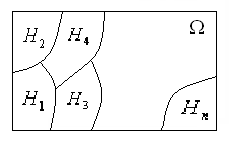 H₂ H₄ Ω
H₁ H₃ Hₙ